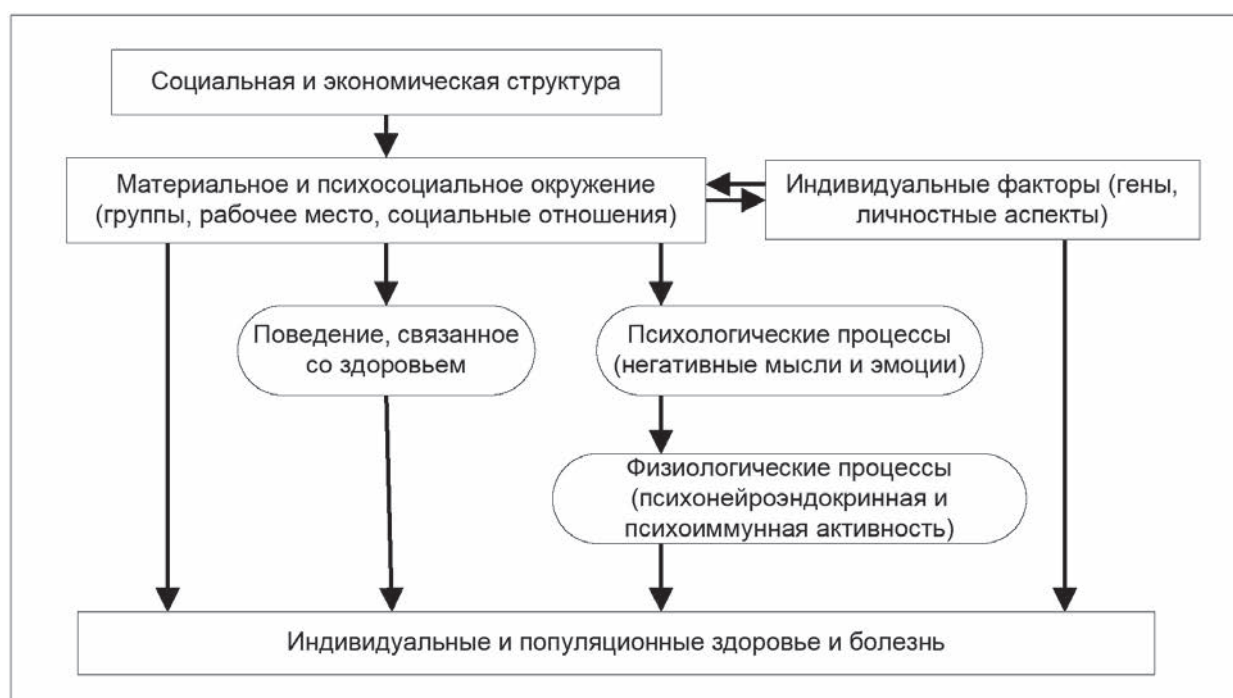 Социальная и экономическая структура
Материальное и психосоциальное окружение
(группы, рабочее место, социальные отношения)
Индивидуальные факторы (гены,
личностные аспекты)
Поведение, связанное
со здоровьем
Психологические процессы
(негативные мысли и эмоции)
Физиологические процессы
(психонейроэндокринная и
психоиммунная активность)
Индивидуальные и популяционные здоровье и болезнь